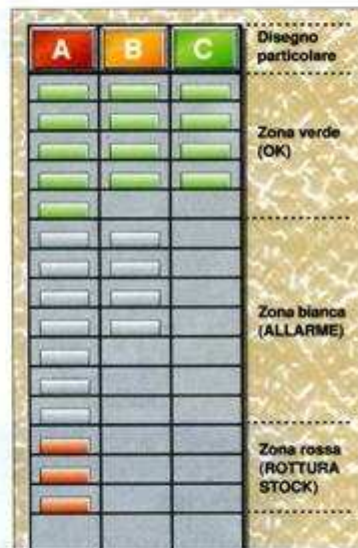 A B C
Disegno
particolare
Zona verde
(OK)
Zona bianca
(ALLARME)
Zona rossa
(ROTTURA
STOCK)